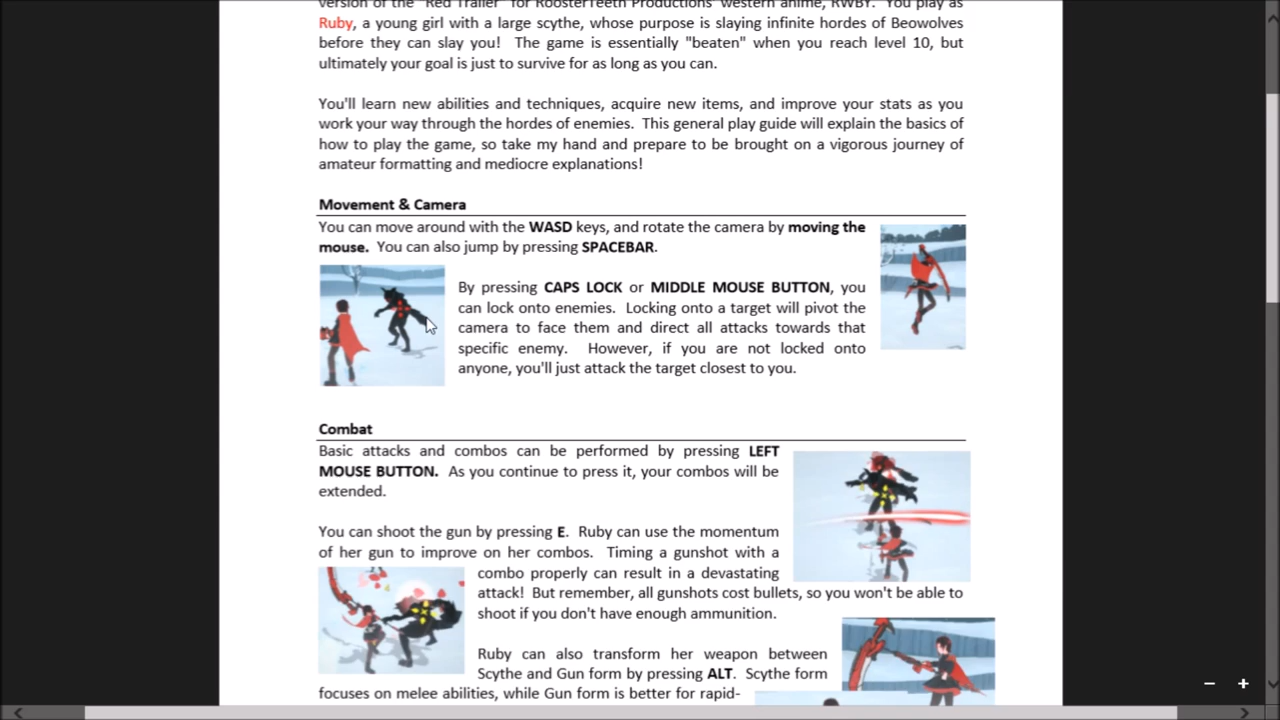 version of the "Red Trailer" for RoosterTeeth Productions' western anime, RWBY. You play as
Ruby, a young girl with a large scythe, whose purpose is slaying infinite hordes of Beowolves
before they can slay you! The game is essentially "beaten" when you reach level 10, but
ultimately your goal is just to survive for as long as you can.
You'll learn new abilities and techniques, acquire new items, and improve your stats as you
work your way through the hordes of enemies. This general play guide will explain the basics of
how to play the game, so take my hand and prepare to be brought on a vigorous journey of
amateur formatting and mediocre explanations!
Movement & Camera
You can move around with the WASD keys, and rotate the camera by moving the
mouse. You can also jump by pressing SPACEBAR.
By pressing CAPS LOCK or MIDDLE MOUSE BUTTON, you
can lock onto enemies. Locking onto a target will pivot the
camera to face them and direct all attacks towards that
specific enemy. However, if you are not locked onto
anyone, you'll just attack the target closest to you.
Combat
Basic attacks and combos can be performed by pressing LEFT
MOUSE BUTTON. As you continue to press it, your combos will be
extended.
You can shoot the gun by pressing E. Ruby can use the momentum
of her gun to improve on her combos. Timing a gunshot with a
combo properly can result in a devastating
attack! But remember, all gunshots cost bullets, so you won't be able to
shoot if you don't have enough ammunition.
Ruby can also transform her weapon between
Scythe and Gun form by pressing ALT. Scythe form
focuses on melee abilities, while Gun form is better for rapid-